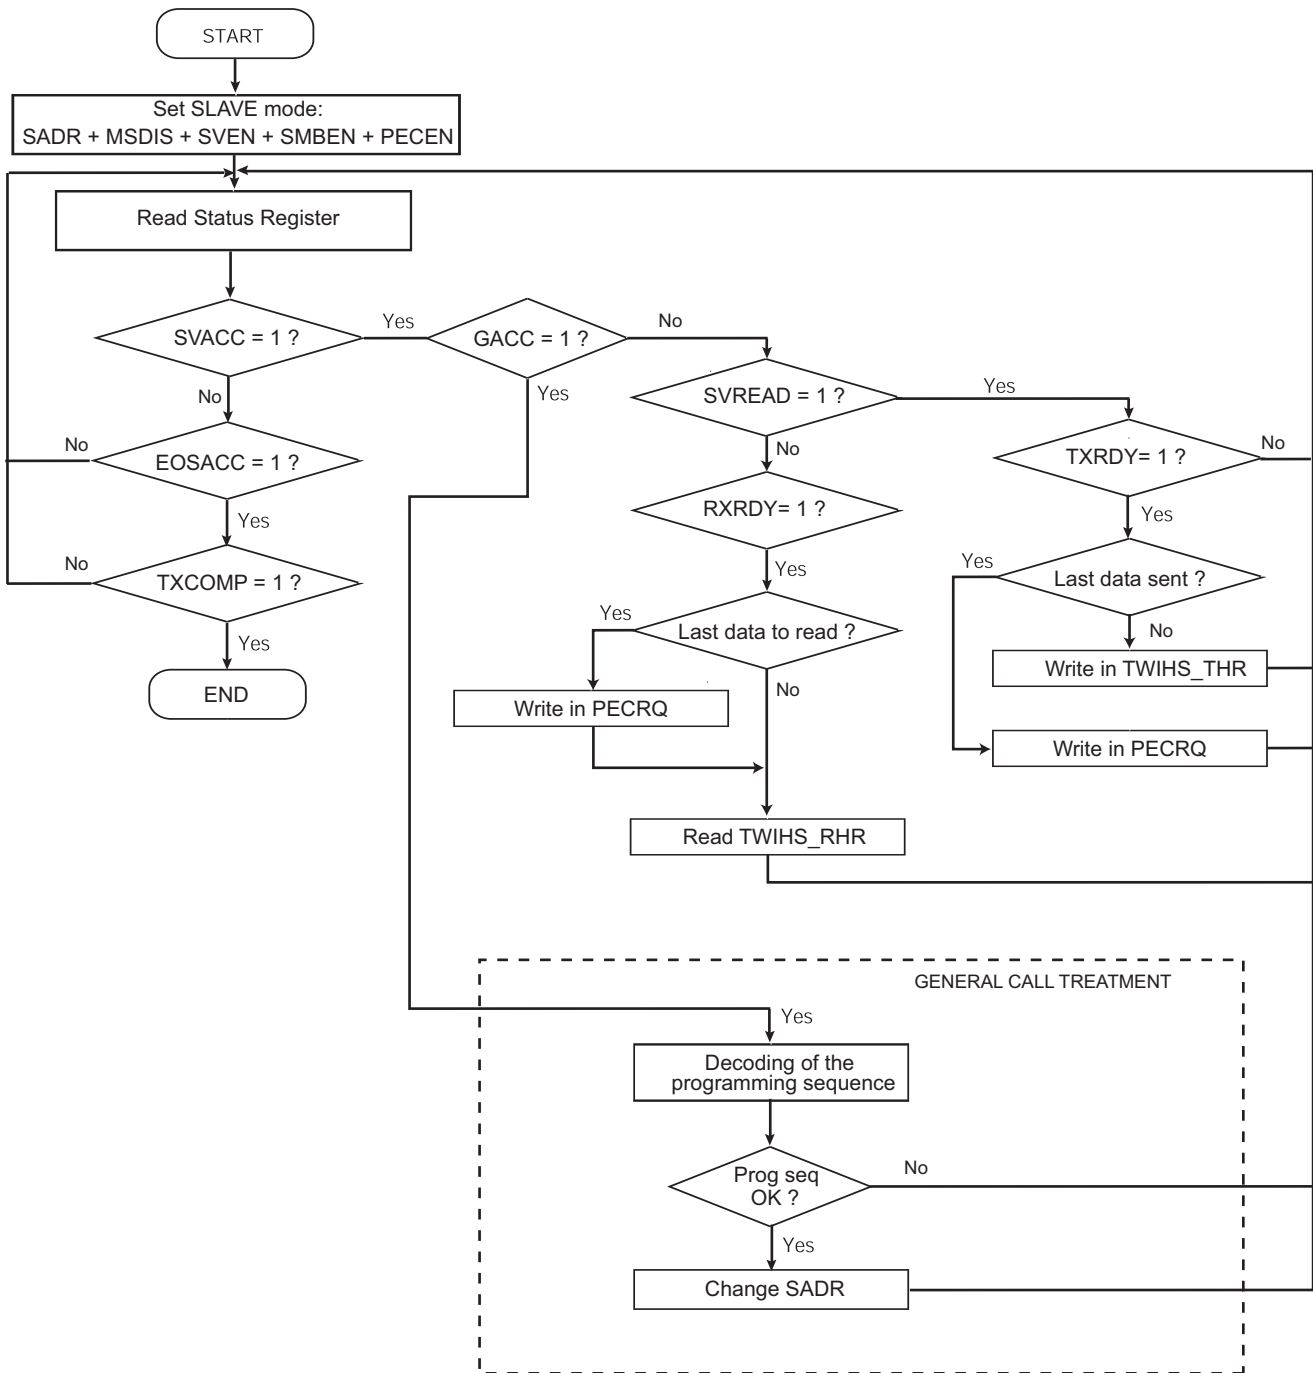 START
Set SLAVE mode:
SADR + MSDIS + SVEN + SMBEN + PECEN
Read Status Register
SVACC = 1 ?
Yes
GACC = 1 ?
No
SVREAD = 1 ?
Yes
No
Yes
No
TXRDY= 1 ?
No
No
EOSACC = 1 ?
RXRDY= 1 ?
Yes
Yes
No
TXCOMP = 1 ?
Yes
Yes
Last data sent ?
Yes
Last data to read ?
No
Yes
Write in TWIHS_THR
END
No
Write in PECRQ
Write in PECRQ
Read TWIHS_RHR
GENERAL CALL TREATMENT
Yes
Decoding of the
programming sequence
Prog seq
OK ?
No
Yes
Change SADR